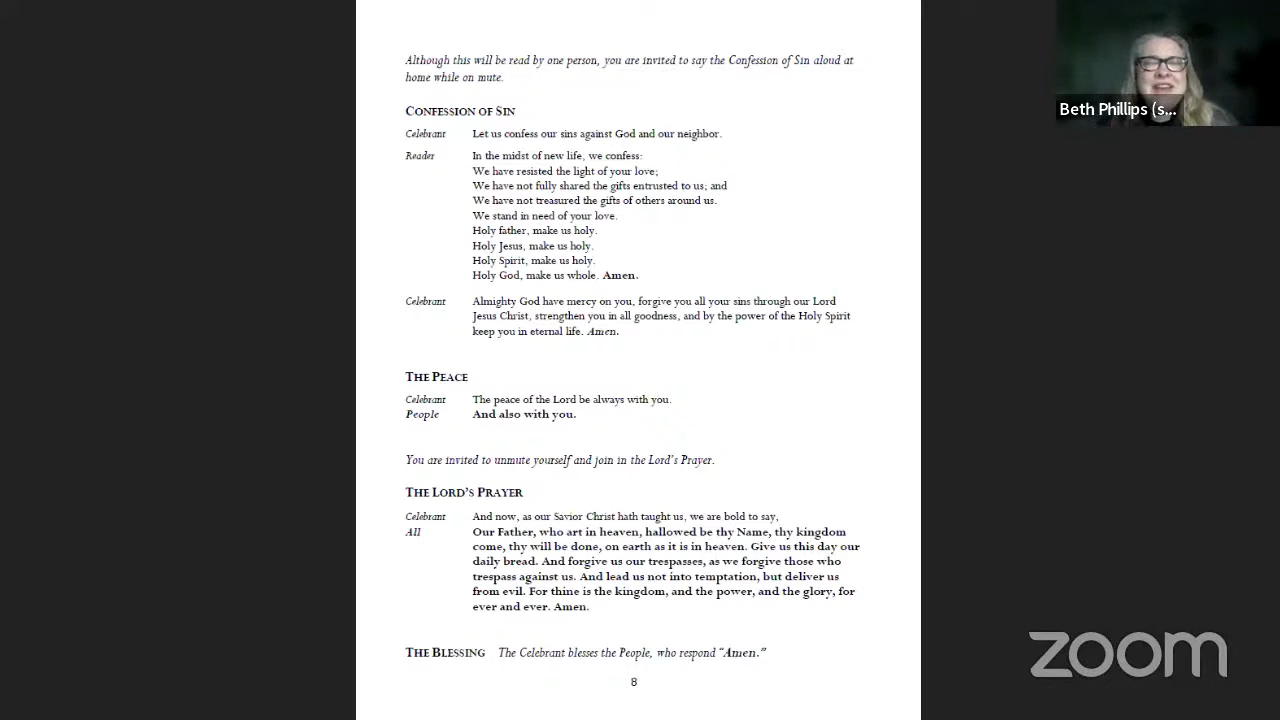 Although this will be read by one person, you are invited to say the Confession of Sin aloud at
home while on mute.
CONFESSION OF SIN
Celebrant Let us confess our sins against God and our neighbor.
Reader In the midst of new life, we confess:
We have resisted the light of your love;
We have not fully shared the gifts entrusted to us; and
We have not treasured the gifts of others around us.
We stand in need of your love.
Holy father, make us holy.
Holy Jesus, make us holy.
Holy Spirit, make us holy.
Holy God, make us whole. Amen.
Celebrant Almighty God have mercy on you, forgive you all your sins through our Lord
Jesus Christ, strengthen you in all goodness, and by the power of the Holy Spirit
keep you in eternal life. Amen.
THE PEACE
Celebrant The peace of the Lord be always with you.
People And also with you.
You are invited to unmute yourself and join in the Lord's Prayer.
THE LORD'S PRAYER
Celebrant And now, as our Savior Christ hath taught us, we are bold to say,
All Our Father, who art in heaven, hallowed be thy Name, thy kingdom
come, thy will be done, on earth as it is in heaven. Give us this day our
daily bread. And forgive us our trespasses, as we forgive those who
trespass against us. And lead us not into temptation, but deliver us
from evil. For thine is the kingdom, and the power, and the glory, for
ever and ever. Amen.
THE BLESSING The Celebrant blesses the People, who respond “Amen.”
8
Beth Phillips (s...
zoom